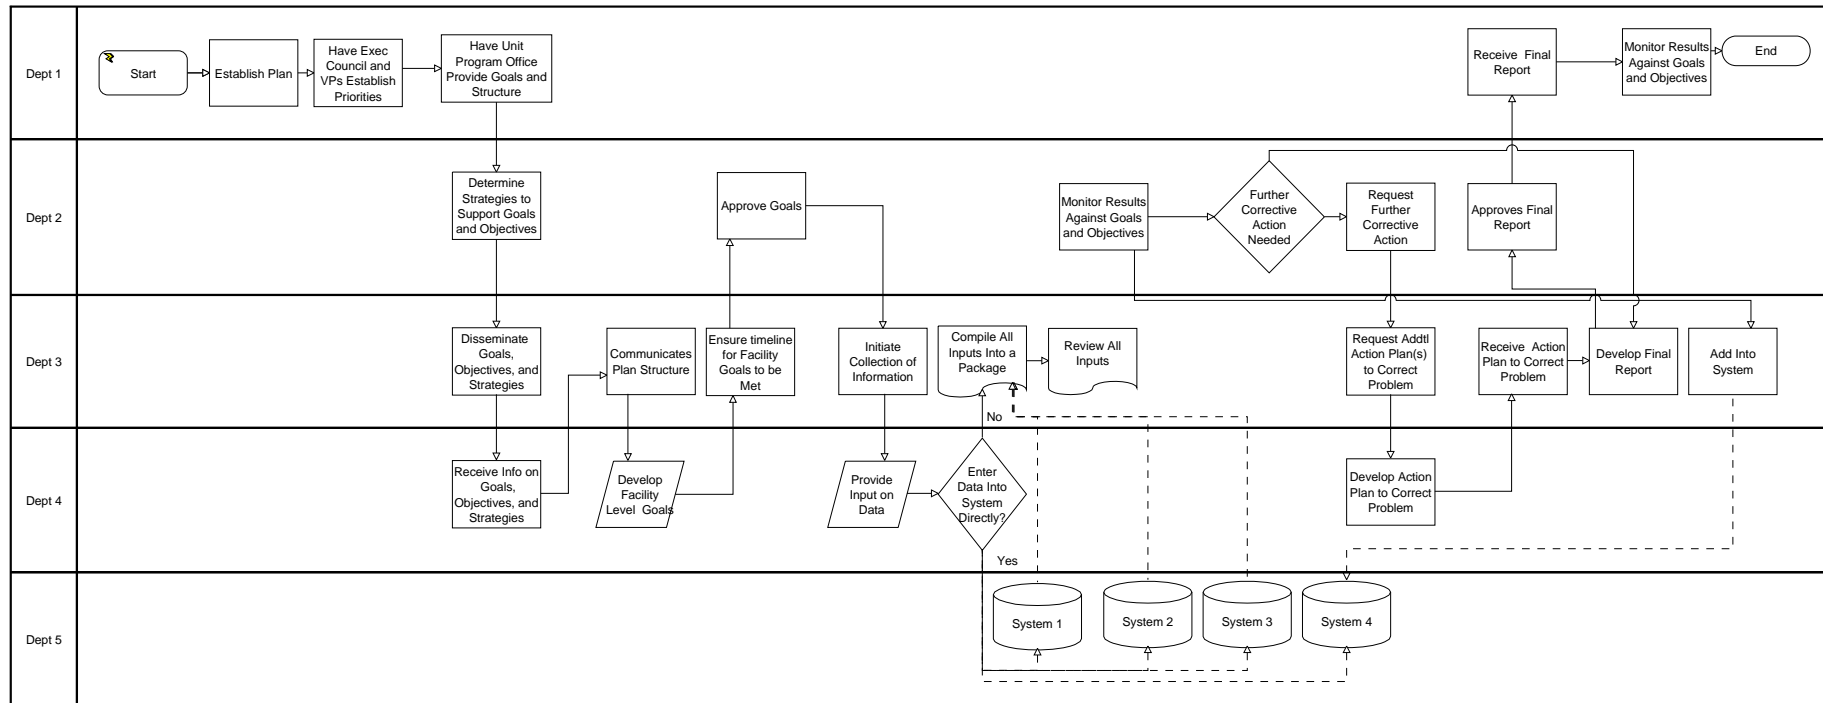 Dept 1
Start
Establish Plan
Have Exec
Council and
VPs Establish
Priorities
Have Unit
Program Office
Provide Goals and
Structure
Receive Final
Report
Monitor Results
Against Goals
and Objectives
End
Dept 2
Determine
Strategies to
Support Goals
and Objectives
Approve Goals
Monitor Results
Against Goals
and Objectives
Further
Corrective
Action
Needed
Request
Further
Corrective
Action
Approves Final
Report
Dept 3
Disseminate
Goals,
Objectives, and
Strategies
Communicates
Plan Structure
Ensure timeline
for Facility
Goals to be
Met
Initiate
Collection of
Information
Compile All
Inputs Into a
Package
Review All
Inputs
Request Addtl
Action Plan(s)
to Correct
Problem
Receive Action
Plan to Correct
Problem
Develop Final
Report
Add Into
System
No
Dept 4
Receive Info on
Goals,
Objectives, and
Strategies
Develop
Facility
Level Goals
Provide
Input on
Data
Enter
Data Into
System
Directly?
Develop Action
Plan to Correct
Problem
Yes
Dept 5
System 1
System 2
System 3
System 4